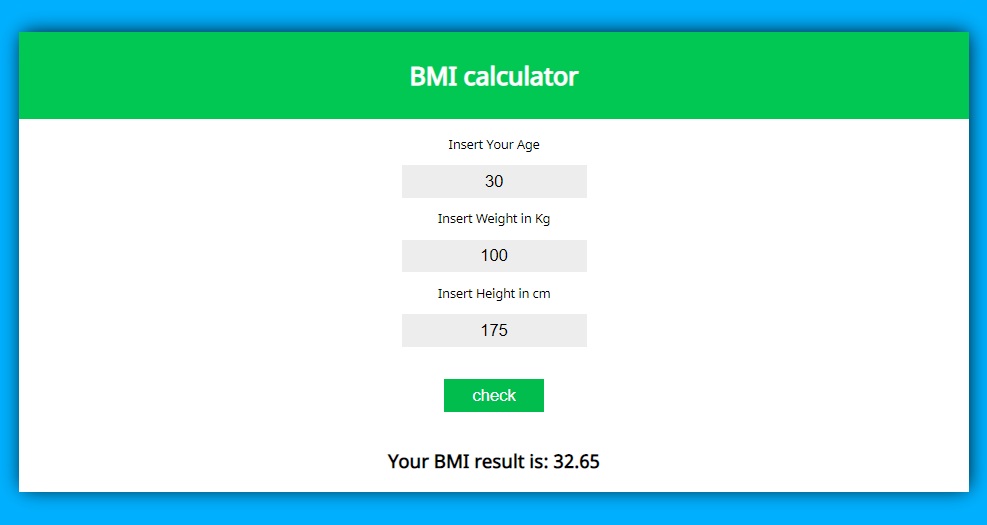 BMI calculator
Insert Your Age
30
Insert Weight in Kg
100
Insert Height in cm
175
check
Your BMI result is: 32.65